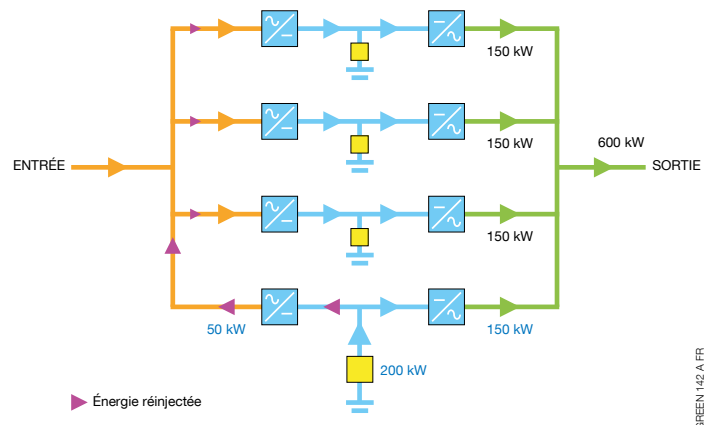 150 kW
150 kW
600 kW
ENTRÉE
SORTIE
150 kW
50 kW
150 kW
200 kW
Énergie réinjectée
GREEN 142 A FR